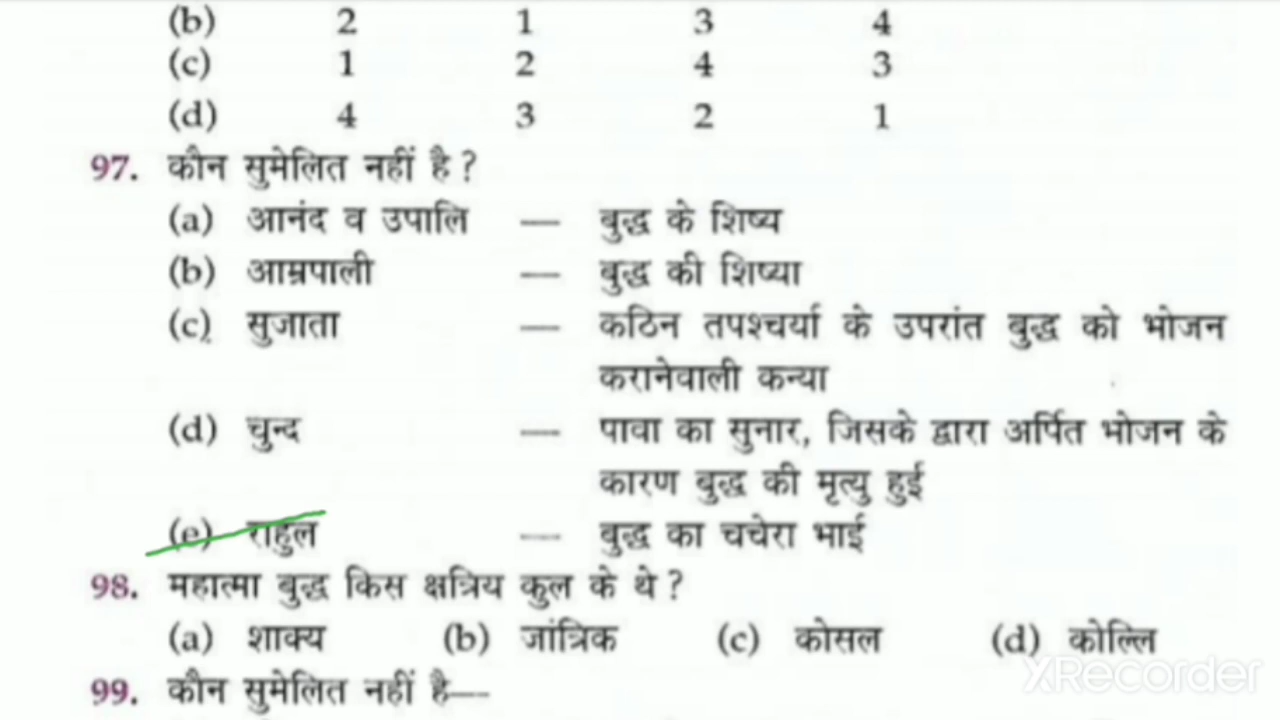 (b) 2 1 3 4
(c) 1 2 4 3
(d) 4 3 2 1
97. कौन सुमेलित नहीं है ?
(a) आनंद व उपालि — बुद्ध के शिष्य
(b) आम्रपाली — बुद्ध की शिष्या
(c) सुजाता — कठिन तपश्चर्या के उपरांत बुद्ध को भोजन
करानेवाली कन्या
(d) चुन्द — पावा का सुनार, जिसके द्वारा अर्पित भोजन के
कारण बुद्ध की मृत्यु हुई
(e) राहुल — बुद्ध का चचेरा भाई
98. महात्मा बुद्ध किस क्षत्रिय कुल के थे ?
(a) शाक्य (b) जांत्रिक (c) कोसल (d) कोल्लि
XRecorder
99. कौन सुमेलित नहीं है—